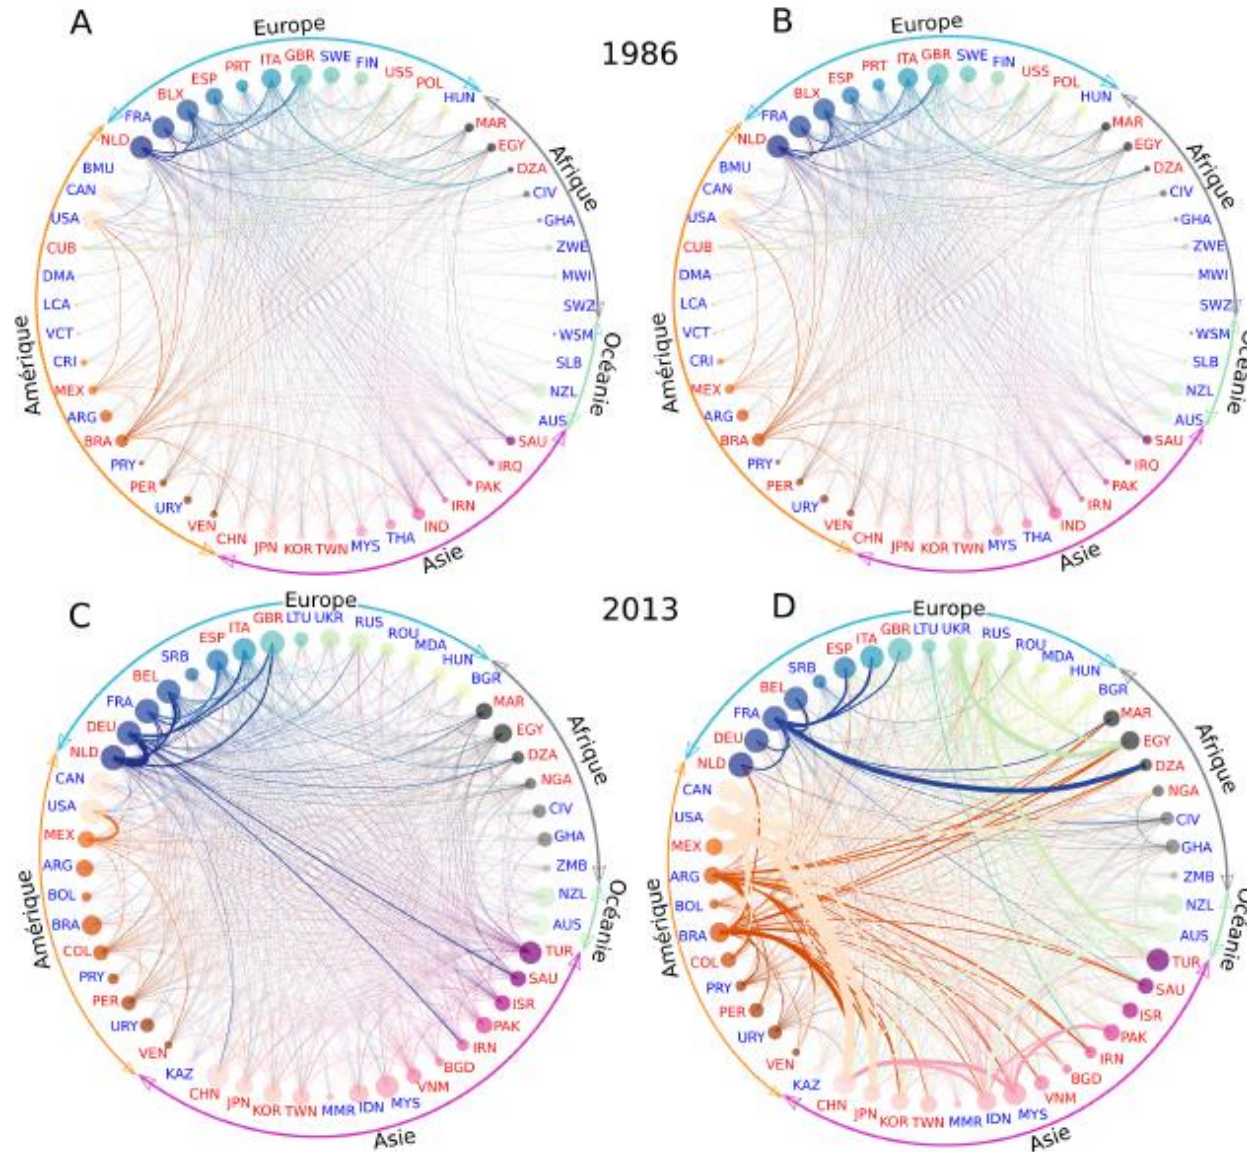 A
Europe
BLX
ESP
PRT
ITA
GBR
SWE
FIN
USS
POL
HUN
FRA
NLD
BMU
CAN
USA
CUB
DMA
LCA
VCT
CRI
MEX
ARG
BRA
PRY
PER
URY
VEN
CHN
JPN
KOR
TWN
MYS
THA
IND
IRN
PAK
IRQ
SAU
AUS
NZL
SLB
WSM
SWZ
MWI
ZWE
GHA
CIV
DZA
EGY
MAR
Afrique
Océanie
Asie
Amérique
1986
B
Europe
BLX
ESP
PRT
ITA
GBR
SWE
FIN
USS
POL
HUN
FRA
NLD
BMU
CAN
USA
CUB
DMA
LCA
VCT
CRI
MEX
ARG
BRA
PRY
PER
URY
VEN
CHN
JPN
KOR
TWN
MYS
THA
IND
IRN
PAK
IRQ
SAU
AUS
NZL
SLB
WSM
SWZ
MWI
ZWE
GHA
CIV
DZA
EGY
MAR
Afrique
Océanie
Asie
Amérique
C
Europe
NLD
DEU
FRA
BEL
SRB
ESP
ITA
GBR
LTU
UKR
RUS
ROU
MDA
HUN
BGR
MAR
EGY
DZA
NGA
CIV
GHA
ZMB
NZL
AUS
TUR
SAU
ISR
PAK
IRN
BGD
VNM
MYS
IDN
MMR
TWN
KOR
JPN
CHN
KAZ
VEN
URY
PER
PRY
COL
BRA
BOL
ARG
MEX
USA
CAN
Afrique
Océanie
Asie
Amérique
2013
D
Europe
NLD
DEU
FRA
BEL
SRB
ESP
ITA
GBR
LTU
UKR
RUS
ROU
MDA
HUN
BGR
MAR
EGY
DZA
NGA
CIV
GHA
ZMB
NZL
AUS
TUR
SAU
ISR
PAK
IRN
BGD
VNM
MYS
IDN
MMR
TWN
KOR
JPN
CHN
KAZ
VEN
URY
PER
PRY
COL
BRA
BOL
ARG
MEX
USA
CAN
Afrique
Océanie
Asie
Amérique